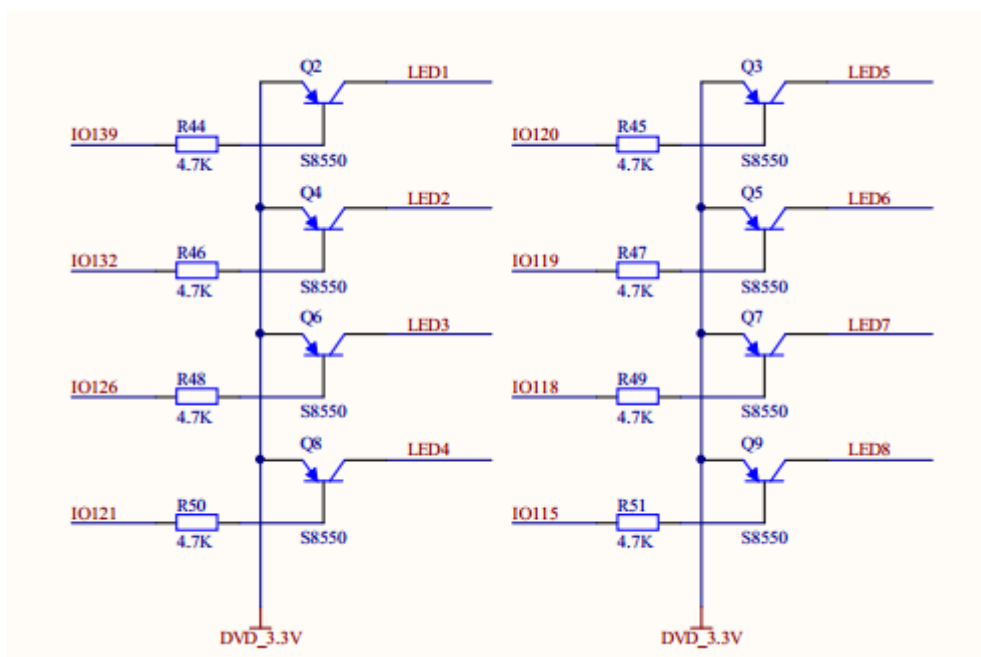 Q2
LED1
IO139
R44
4.7K
S8550
Q4
LED2
IO132
R46
4.7K
S8550
Q6
LED3
IO126
R48
4.7K
S8550
Q8
LED4
IO121
R50
4.7K
S8550
DVD_3.3V
Q3
LED5
IO120
R45
4.7K
S8550
Q5
LED6
IO119
R47
4.7K
S8550
Q7
LED7
IO118
R49
4.7K
S8550
Q9
LED8
IO115
R51
4.7K
S8550
DVD_3.3V